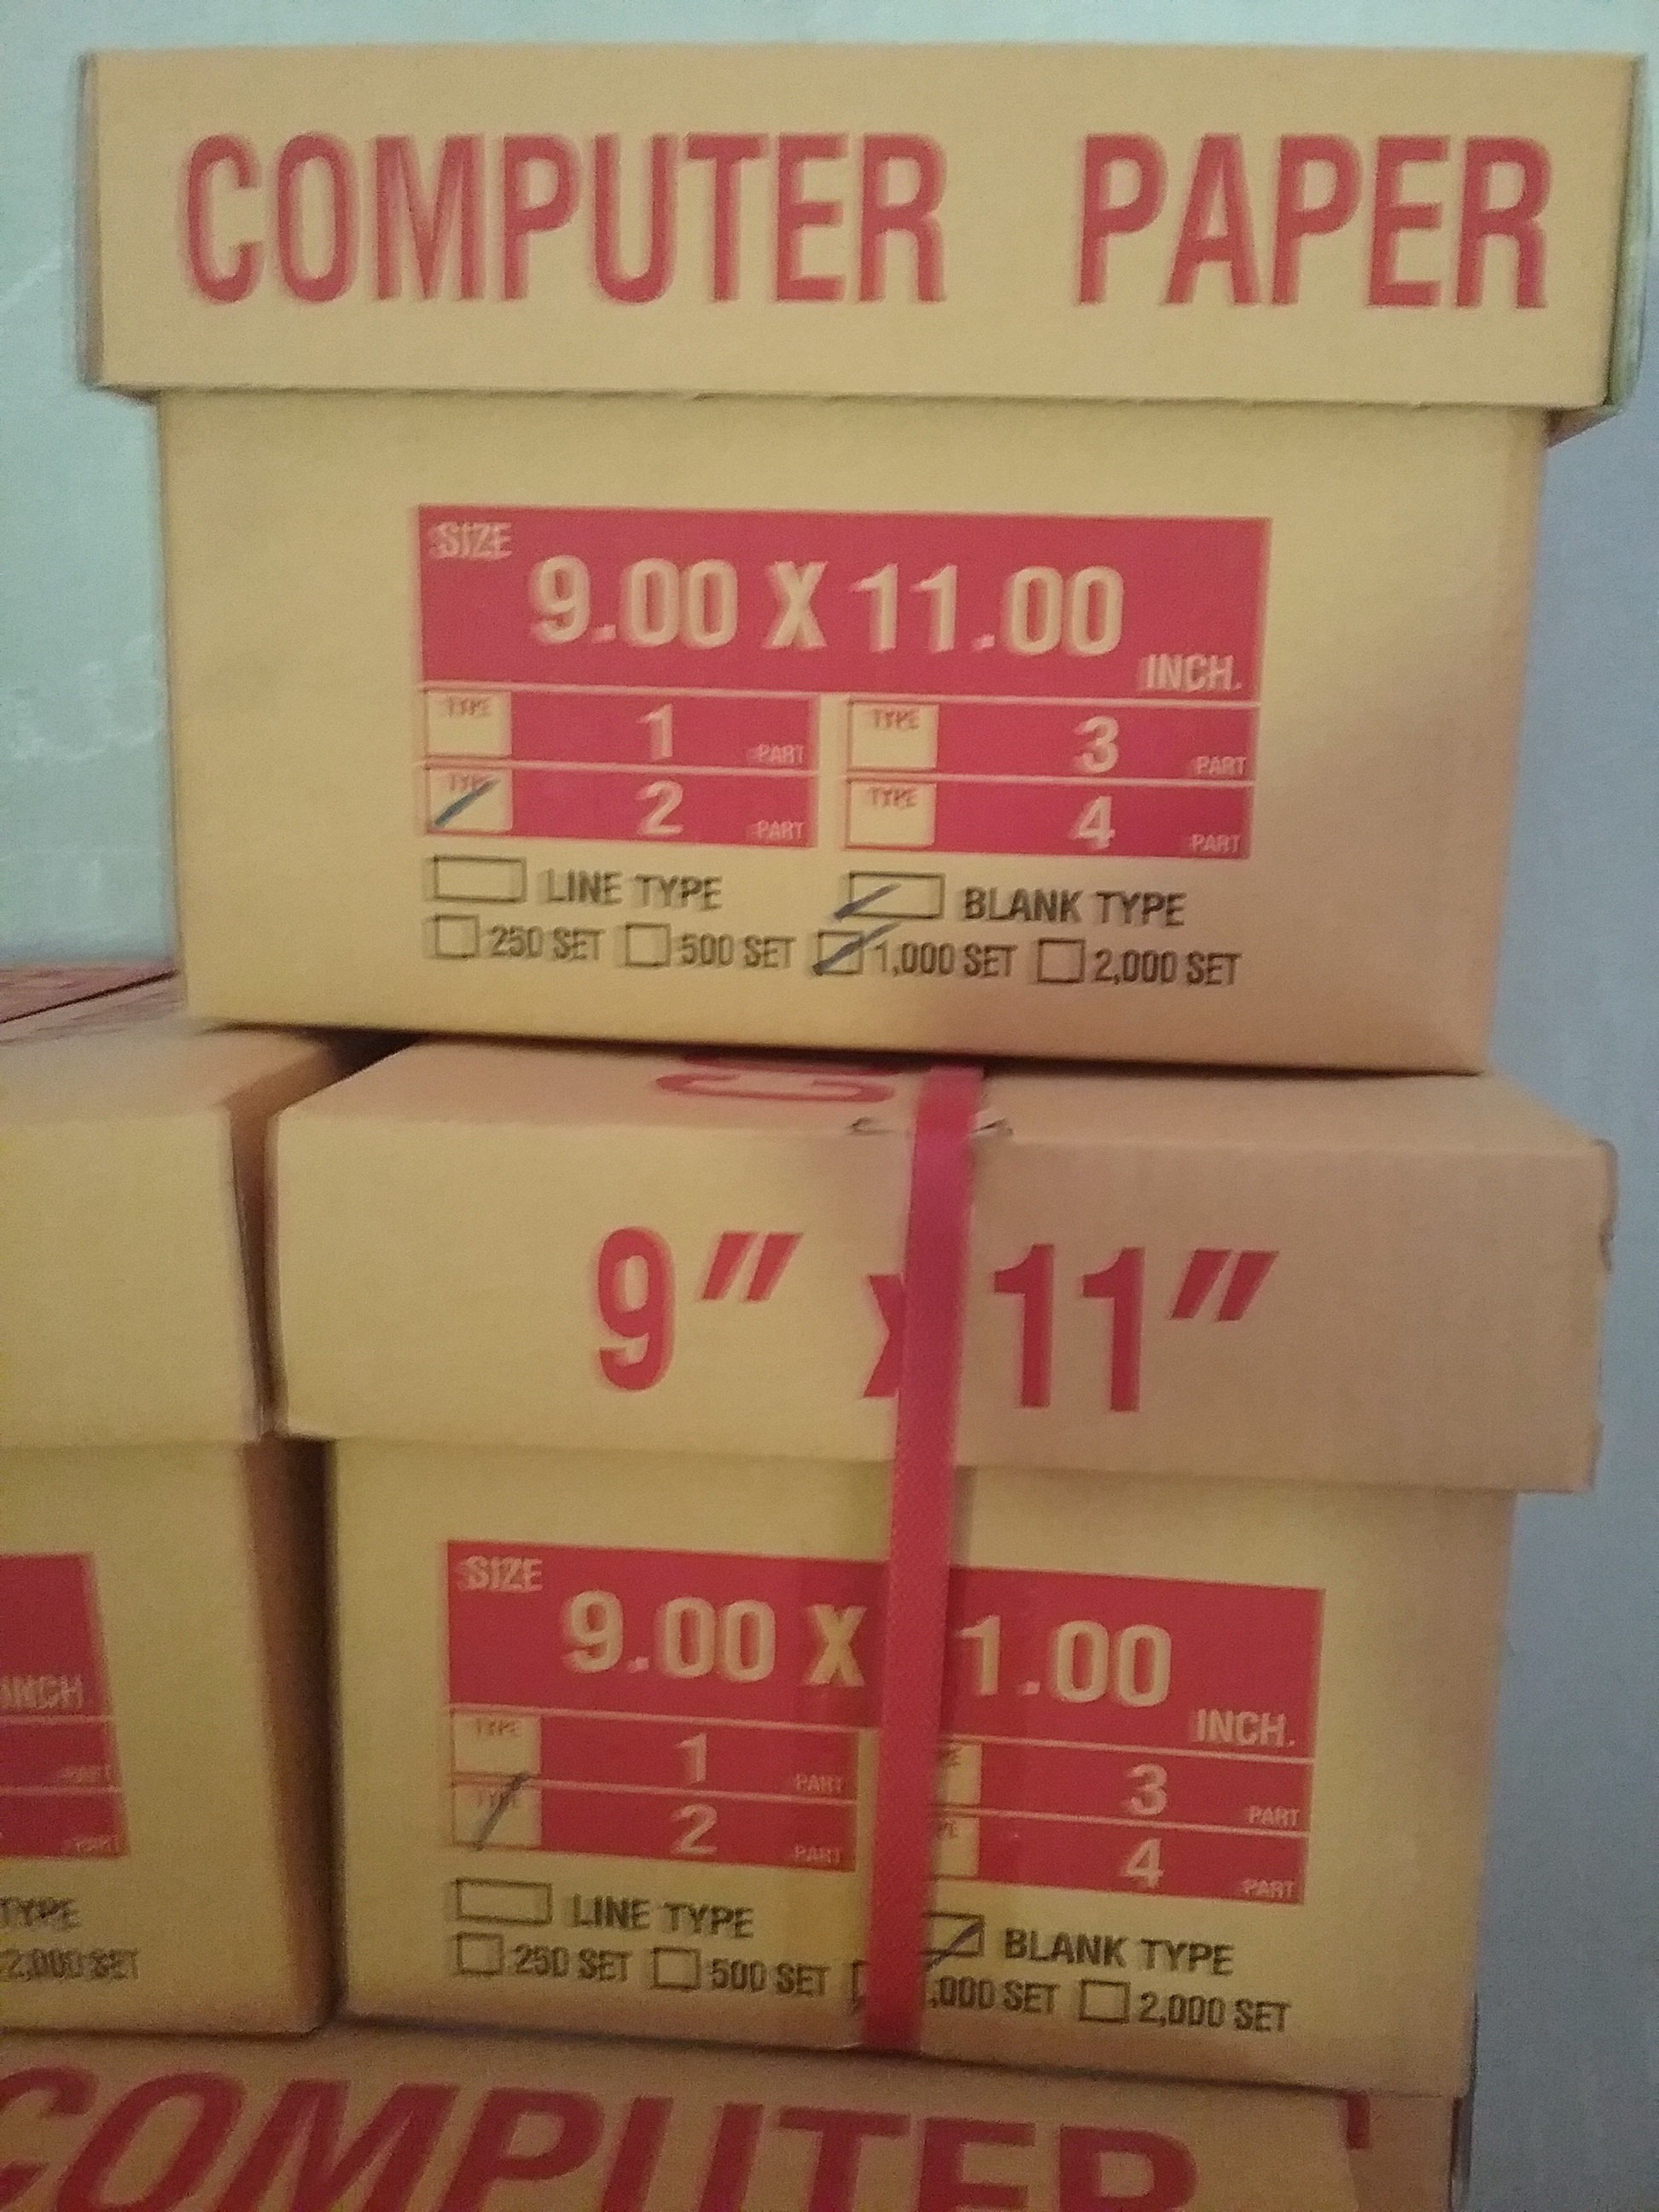 COMPUTER PAPER
SIZE
9.00 X 11.00
INCH.
TYPE 1 PART TYPE 3 PART
TYPE 2 PART TYPE 4 PART
LINE TYPE BLANK TYPE
250 SET 500 SET 1,000 SET 2,000 SET
9" x 11"
SIZE
9.00 X 1.00
INCH.
TYPE 1 PART 3 PART
TYPE 2 PART 4 PART
LINE TYPE BLANK TYPE
250 SET 500 SET ,000 SET 2,000 SET
INCH
PART
PART
TYPE
2,000 SET
COMPUTER